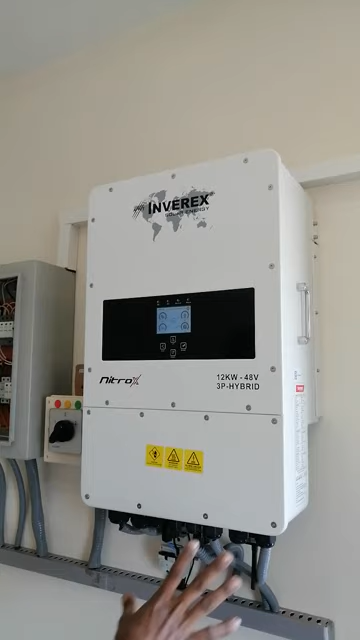 INVEREX
SOLAR ENERGY
NitroX
12KW - 48V
3P-HYBRID